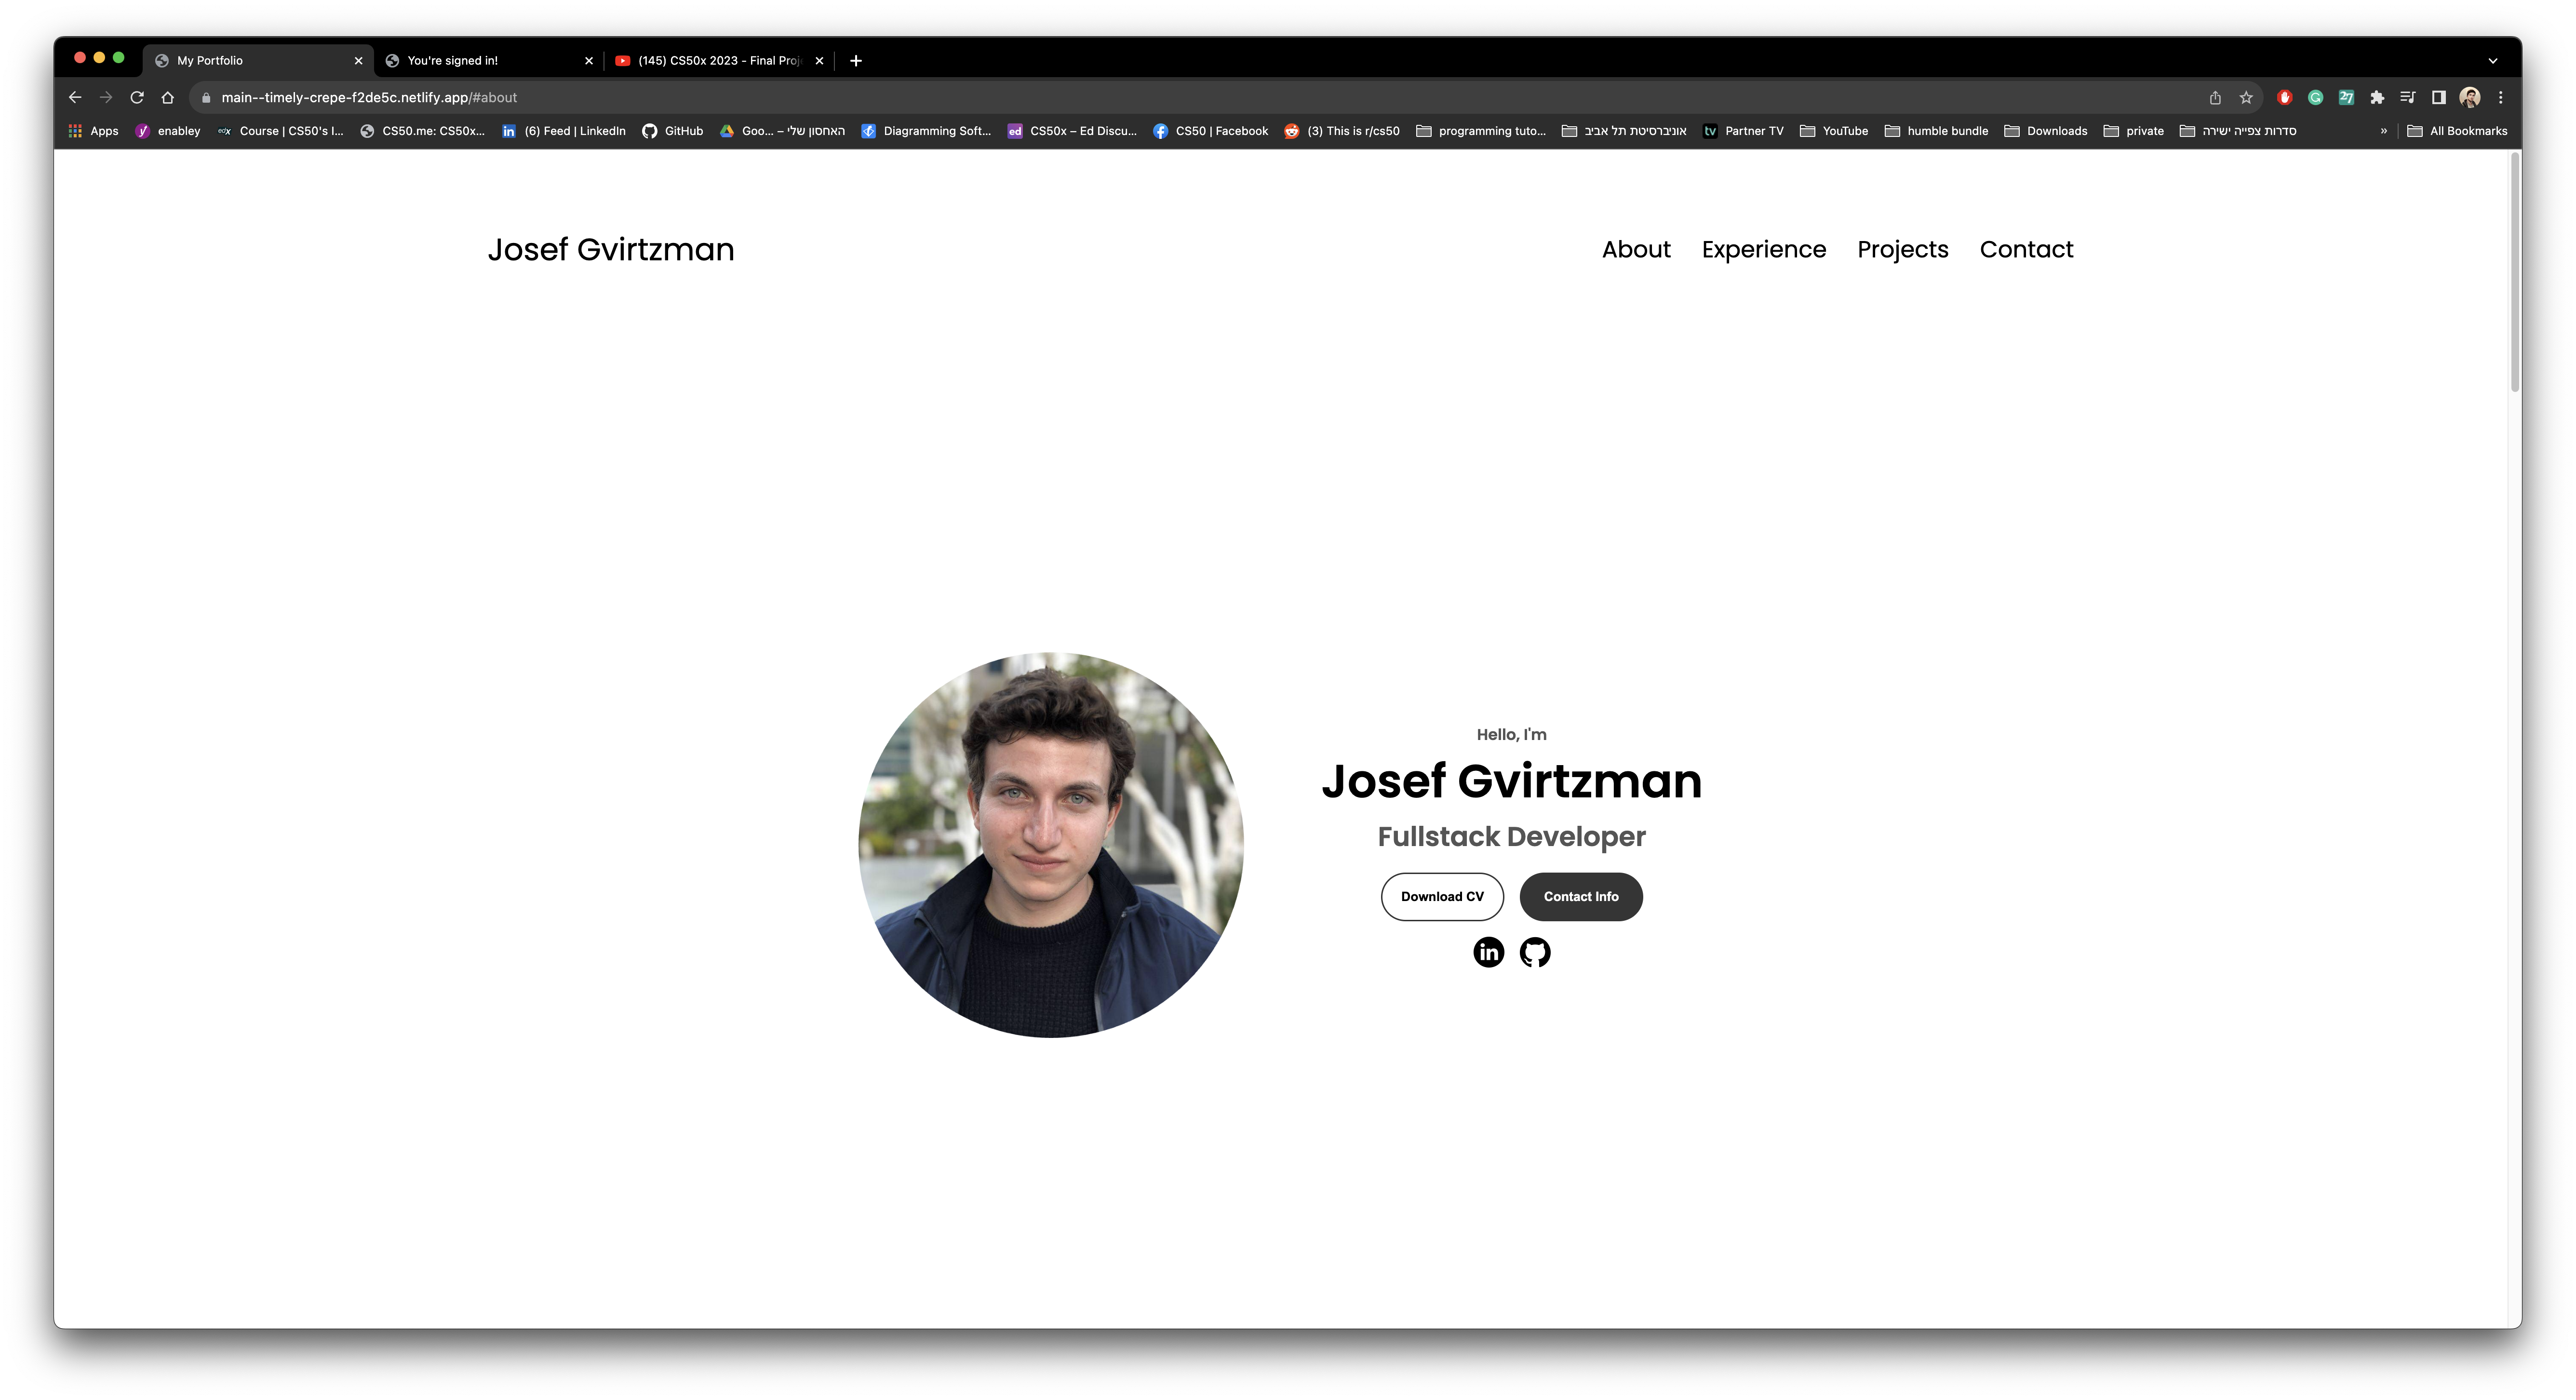 My Portfolio
You're signed in!
(145) CS50x 2023 - Final Proj
main--timely-crepe-f2de5c.netlify.app/#about
Apps
enabley
Course | CS50's I...
CS50.me: CS50x...
(6) Feed | LinkedIn
GitHub
Goo... – האחסון שלי
Diagramming Soft...
CS50x – Ed Discu...
CS50 | Facebook
(3) This is r/cs50
programming tuto...
אוניברסיטת תל אביב
Partner TV
YouTube
humble bundle
Downloads
private
סדרות צפייה ישירה
»
All Bookmarks
Josef Gvirtzman
About
Experience
Projects
Contact
Hello, I'm
Josef Gvirtzman
Fullstack Developer
Download CV
Contact Info
in